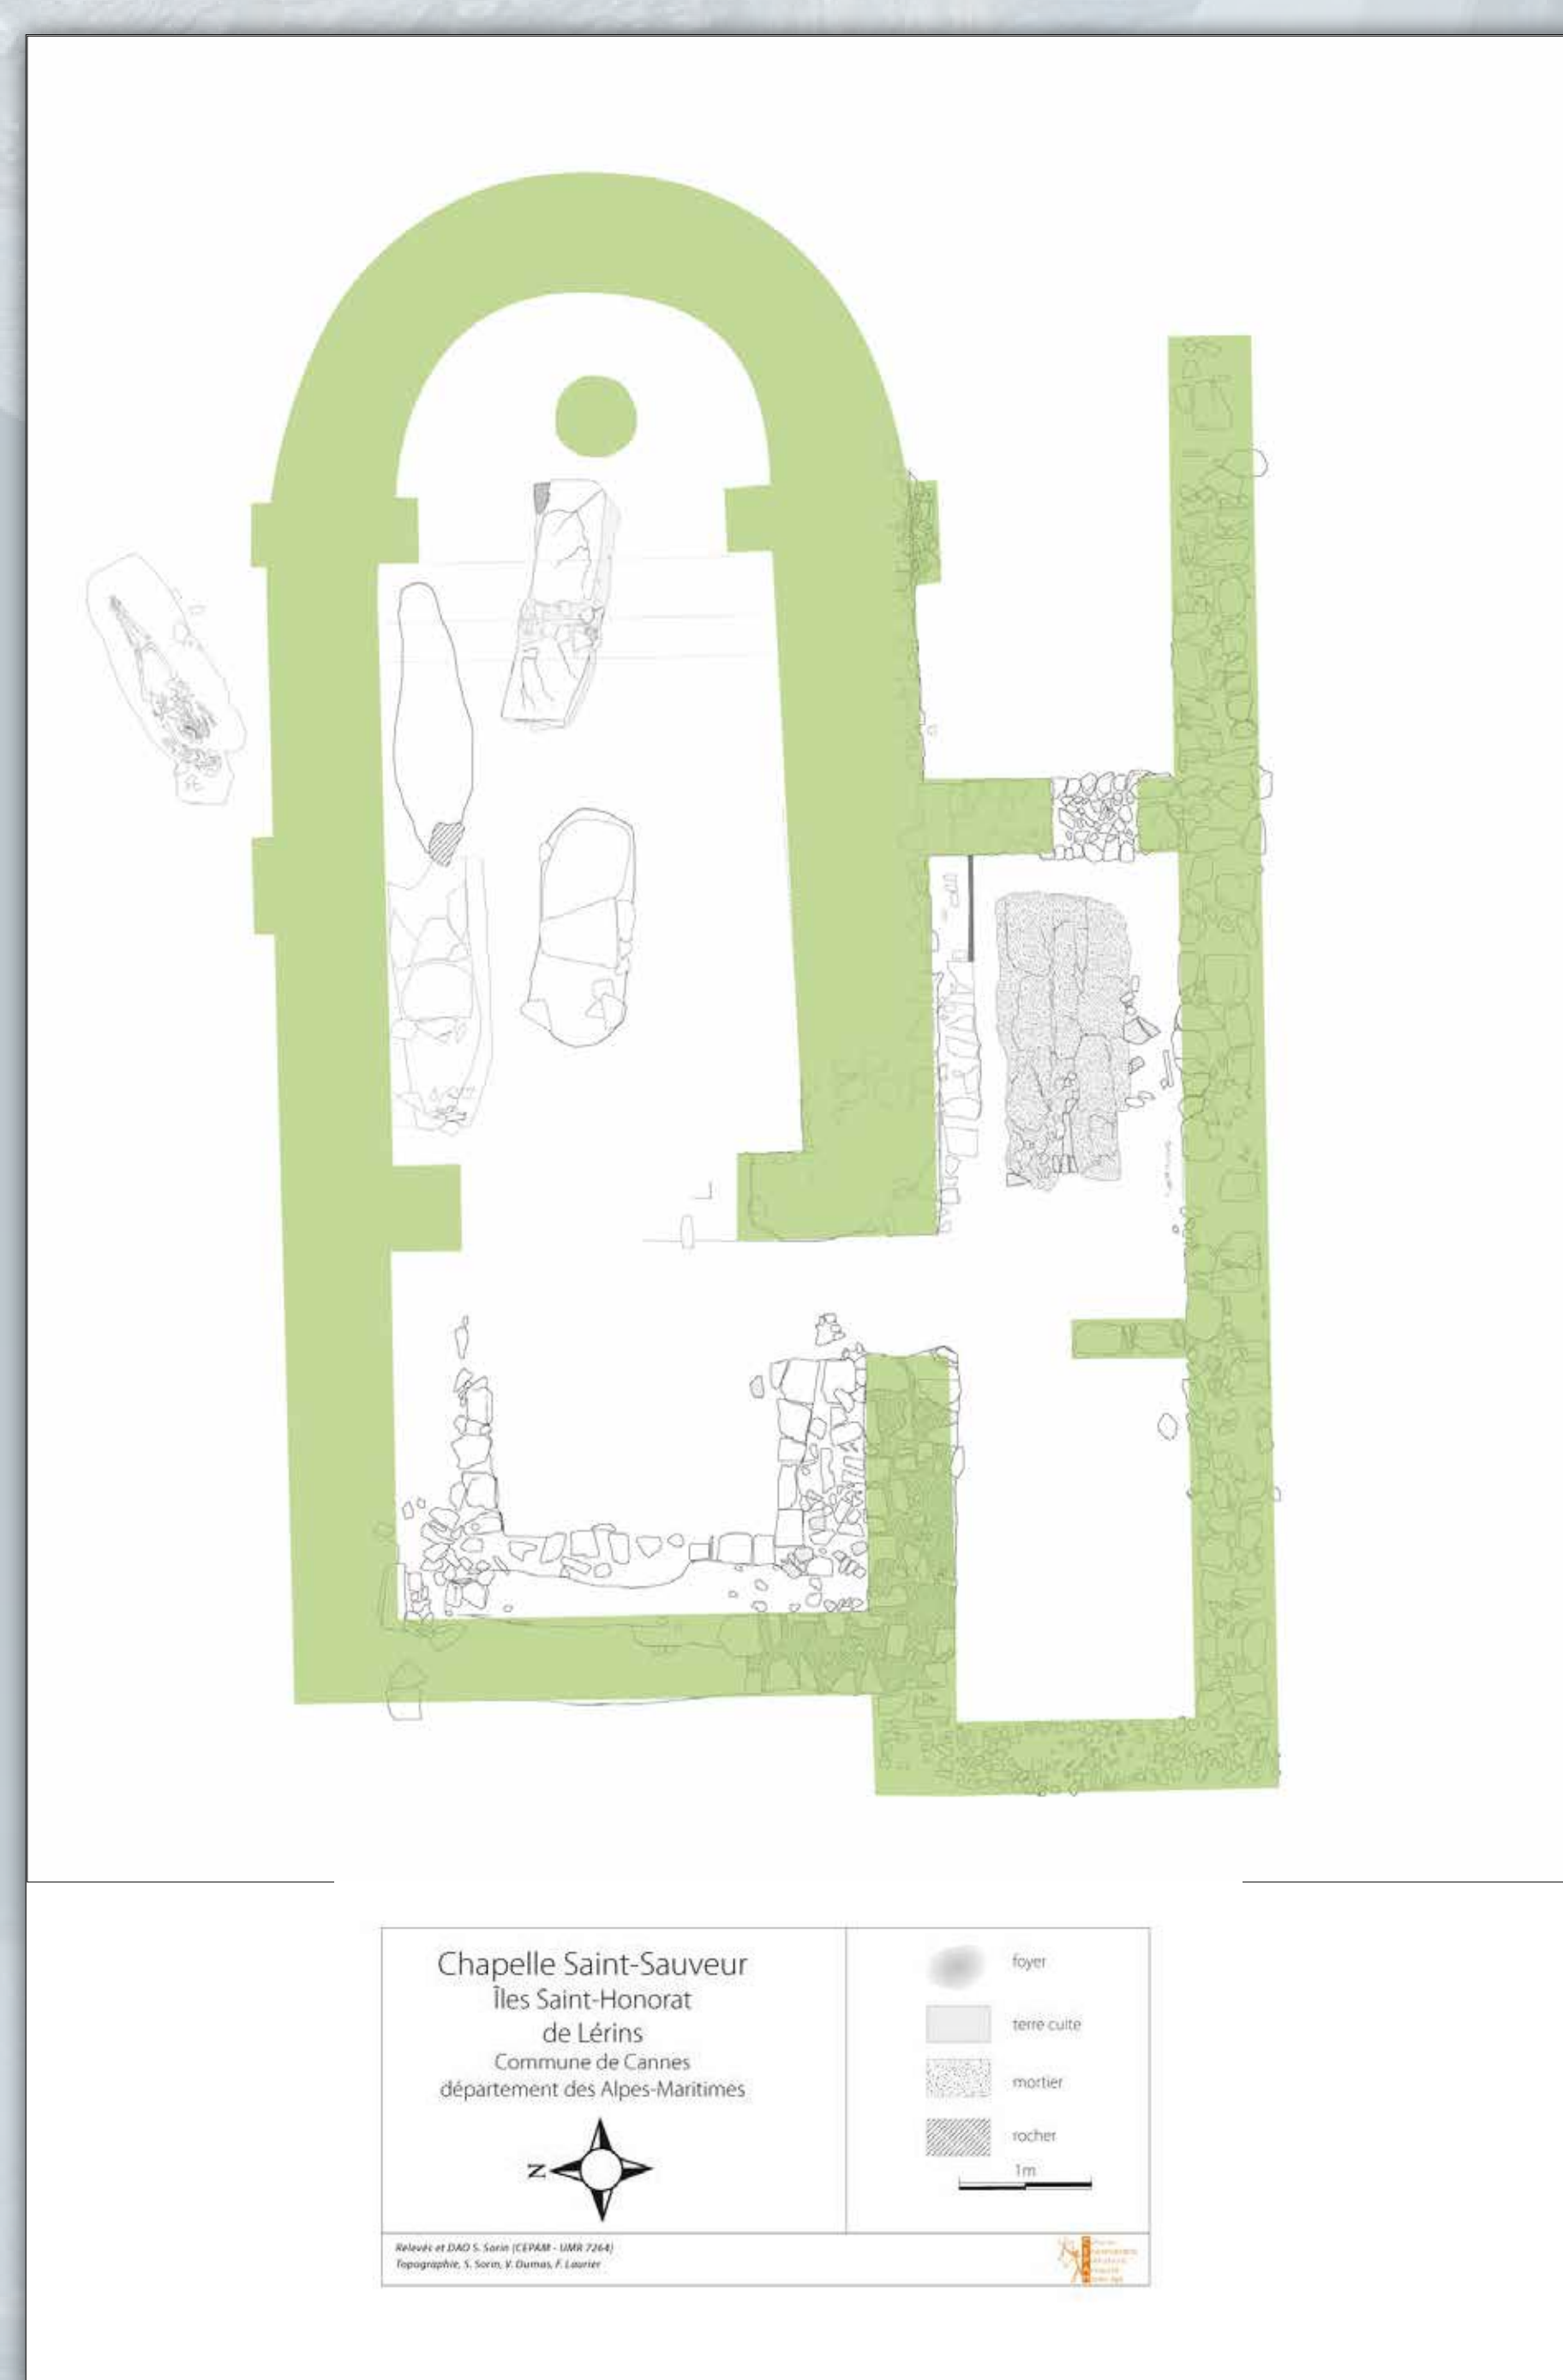 Chapelle Saint-Sauveur
Îles Saint-Honorat
de Lérins
Commune de Cannes
département des Alpes-Maritimes
N
foyer
terre cuite
mortier
rocher
1m
Relevés et DAO S. Sorin (CEPAM - UMR 7264)
Topographie, S. Sorin, V. Dumas, F. Laurier